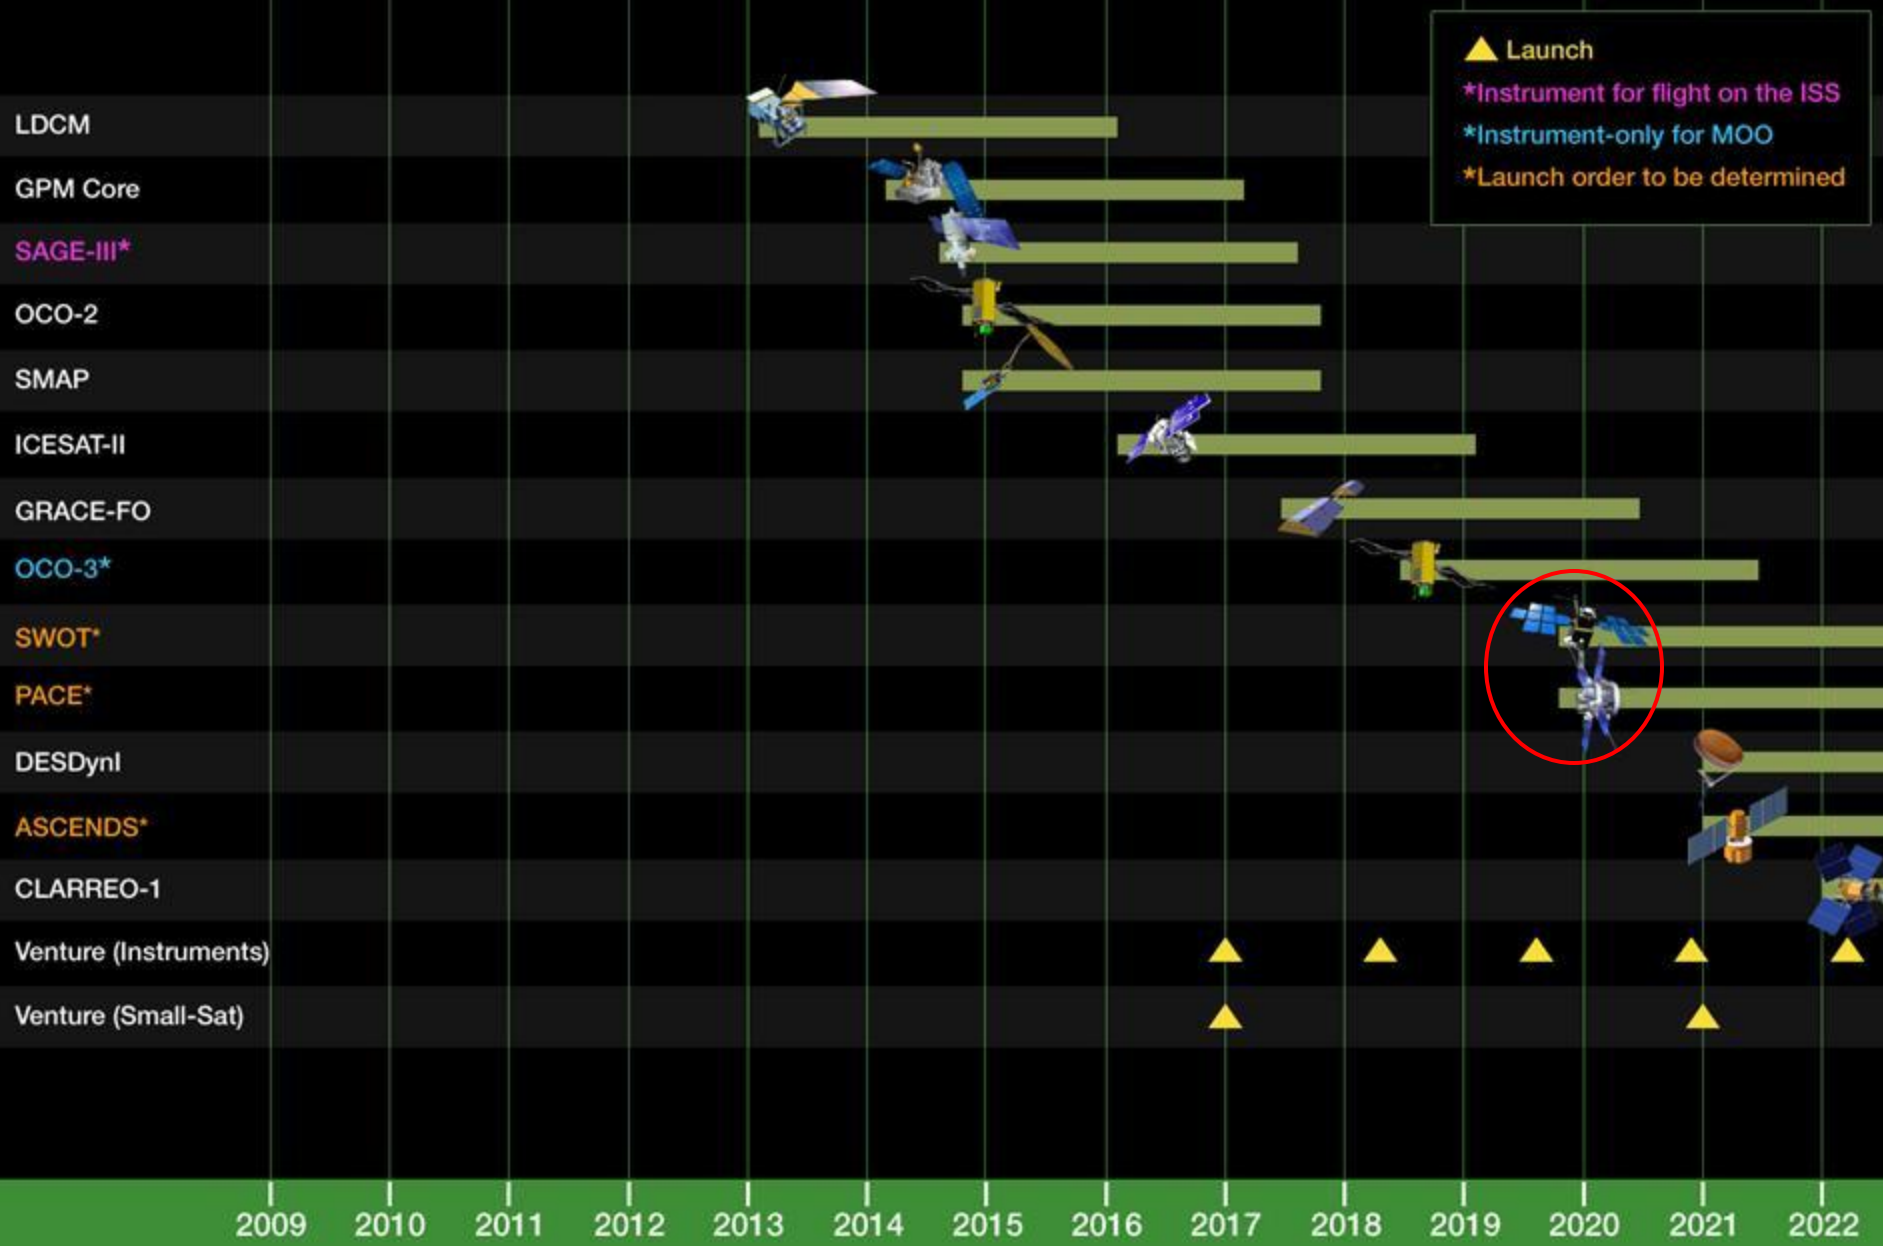 Launch
*Instrument for flight on the ISS
*Instrument-only for MOO
*Launch order to be determined
LDCM
GPM Core
SAGE-III*
OCO-2
SMAP
ICESAT-II
GRACE-FO
OCO-3*
SWOT*
PACE*
DESDynI
ASCENDS*
CLARREO-1
Venture (Instruments)
Venture (Small-Sat)
2009 2010 2011 2012 2013 2014 2015 2016 2017 2018 2019 2020 2021 2022